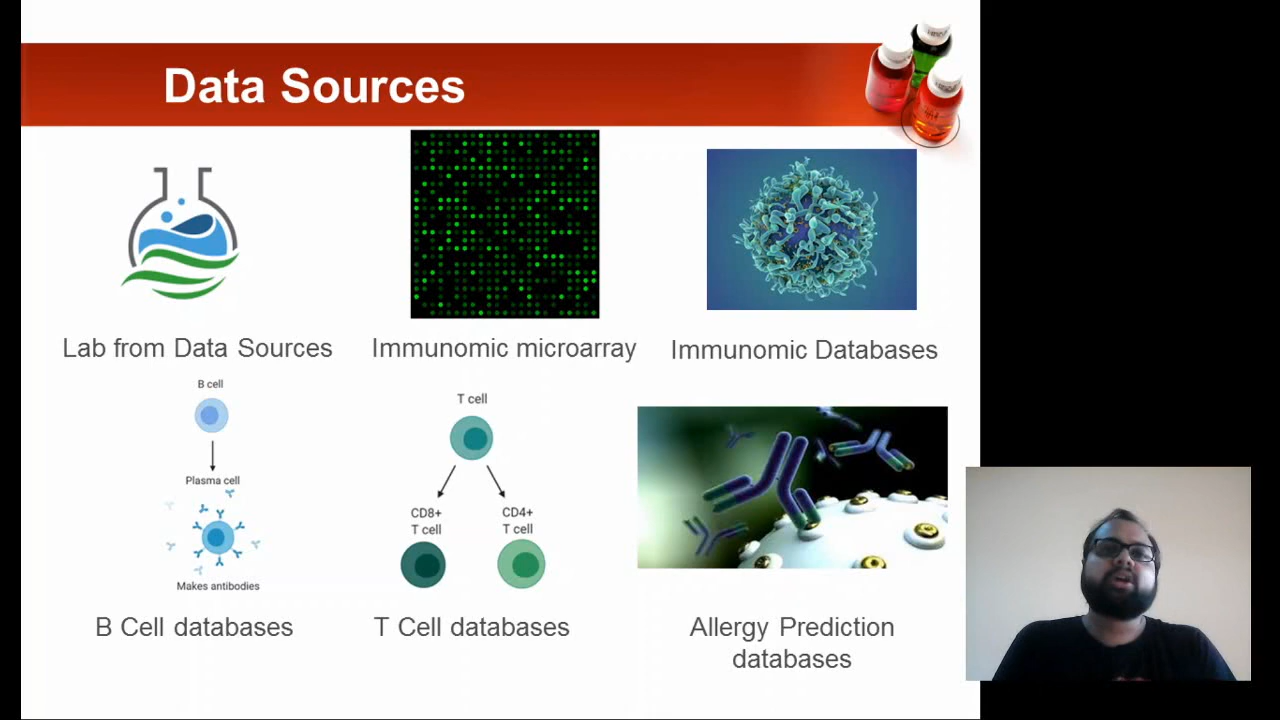 Data Sources
Lab from Data Sources
Immunomic microarray
Immunomic Databases
B cell
Plasma cell
Makes antibodies
T cell
CD8+
T cell
CD4+
T cell
B Cell databases
T Cell databases
Allergy Prediction
databases